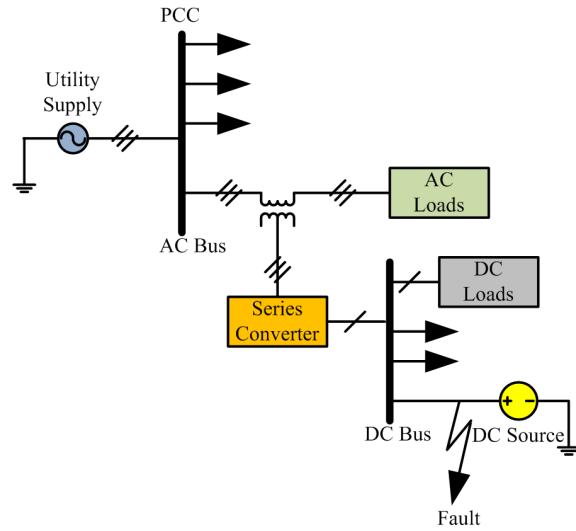 PCC
Utility
Supply
AC
Loads
AC Bus
DC
Loads
Series
Converter
+ -
DC Bus
DC Source
Fault